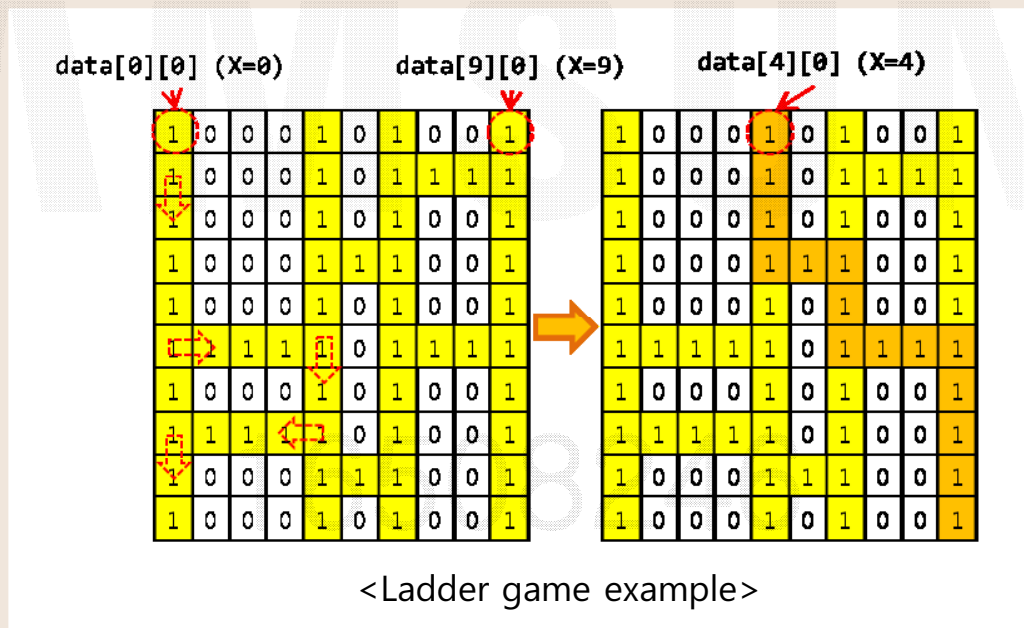 data[0][0] (X=0) data[9][0] (X=9) data[4][0] (X=4)
1 0 0 0 1 0 1 0 0 1 1 0 0 0 1 0 1 0 0 1
1 0 0 0 1 0 1 1 1 1 1 0 0 0 1 0 1 1 1 1
1 0 0 0 1 0 1 0 0 1 1 0 0 0 1 0 1 0 0 1
1 0 0 0 1 1 1 0 0 1 1 0 0 0 1 1 1 0 0 1
1 0 0 0 1 0 1 0 0 1 1 0 0 0 1 0 1 0 0 1
1 1 1 1 1 0 1 1 1 1 1 1 1 1 1 0 1 1 1 1
1 0 0 0 1 0 1 0 0 1 1 0 0 0 1 0 1 0 0 1
1 1 1 1 1 0 1 0 0 1 1 1 1 1 1 0 1 0 0 1
1 0 0 0 1 1 1 0 0 1 1 0 0 0 1 1 1 0 0 1
1 0 0 0 1 0 1 0 0 1 1 0 0 0 1 0 1 0 0 1
<Ladder game example>